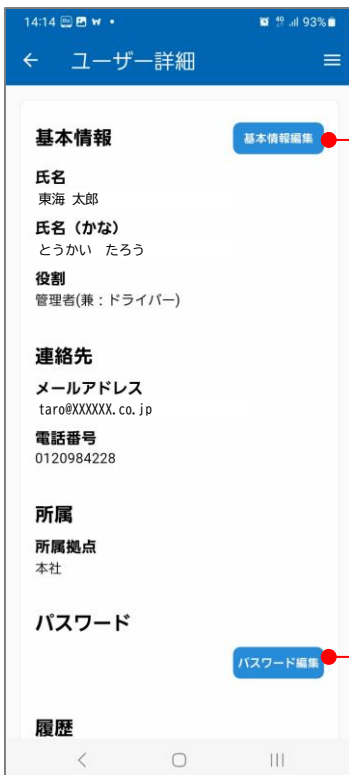 14:14 93%
ユーザー詳細
基本情報 基本情報編集
氏名
東海 太郎
氏名（かな）
とうかい たろう
役割
管理者(兼：ドライバー)
連絡先
メールアドレス
taro@XXXXXX.co.jp
電話番号
0120984228
所属
所属拠点
本社
パスワード
パスワード編集
履歴